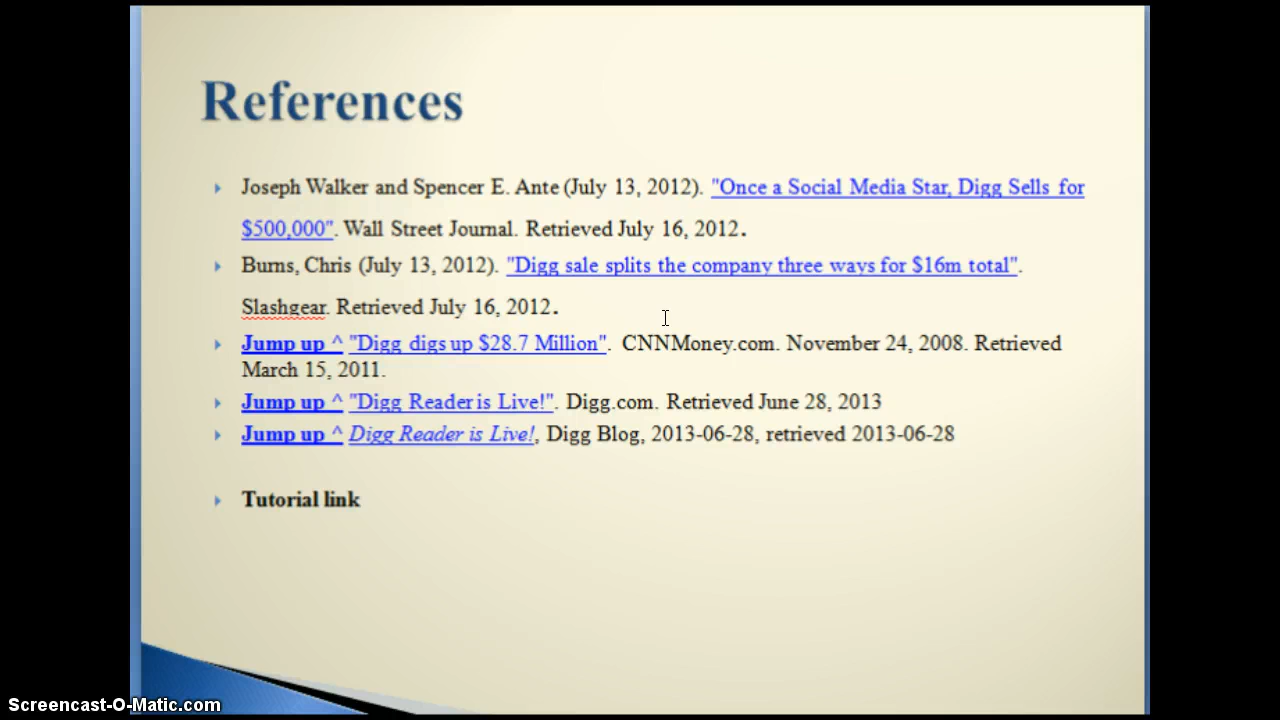 References
Joseph Walker and Spencer E. Ante (July 13, 2012). "Once a Social Media Star, Digg Sells for
$500,000". Wall Street Journal. Retrieved July 16, 2012.
Burns, Chris (July 13, 2012). "Digg sale splits the company three ways for $16m total".
Slashgear. Retrieved July 16, 2012.
Jump up ^ "Digg digs up $28.7 Million". CNNMoney.com. November 24, 2008. Retrieved
March 15, 2011.
Jump up ^ "Digg Reader is Live!". Digg.com. Retrieved June 28, 2013
Jump up ^ Digg Reader is Live!, Digg Blog, 2013-06-28, retrieved 2013-06-28
Tutorial link
Screencast-O-Matic.com